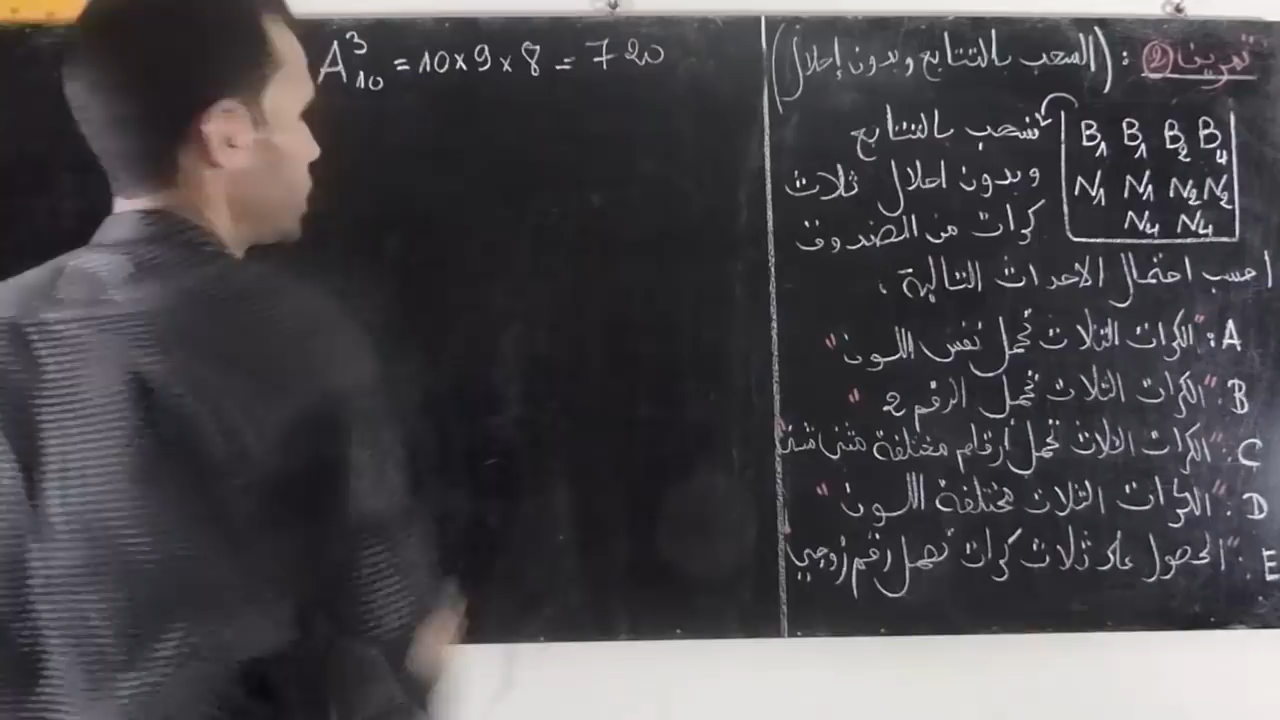 تمرين ②: (السحب بالتتابع وبدون إحلال)
B₁ B₁ B₂ B₄
N₁ N₁ N₂ N₂
N₄ N₄
نسحب بالتتابع
وبدون احلال ثلاث
كرات من الصندوق
احسب احتمال الاحداث التالية:
A: "الكرات الثلاث تحمل نفس اللون"
B: "الكرات الثلاث تحمل الرقم 2"
C: "الكرات الثلاث تحمل أرقام مختلفة مثنى مثنى"
D: "الكرات الثلاث مختلفة اللون"
E: "الحصول على ثلاث كرات تحمل رقم زوجي"
A³₁₀ = 10 × 9 × 8 = 720